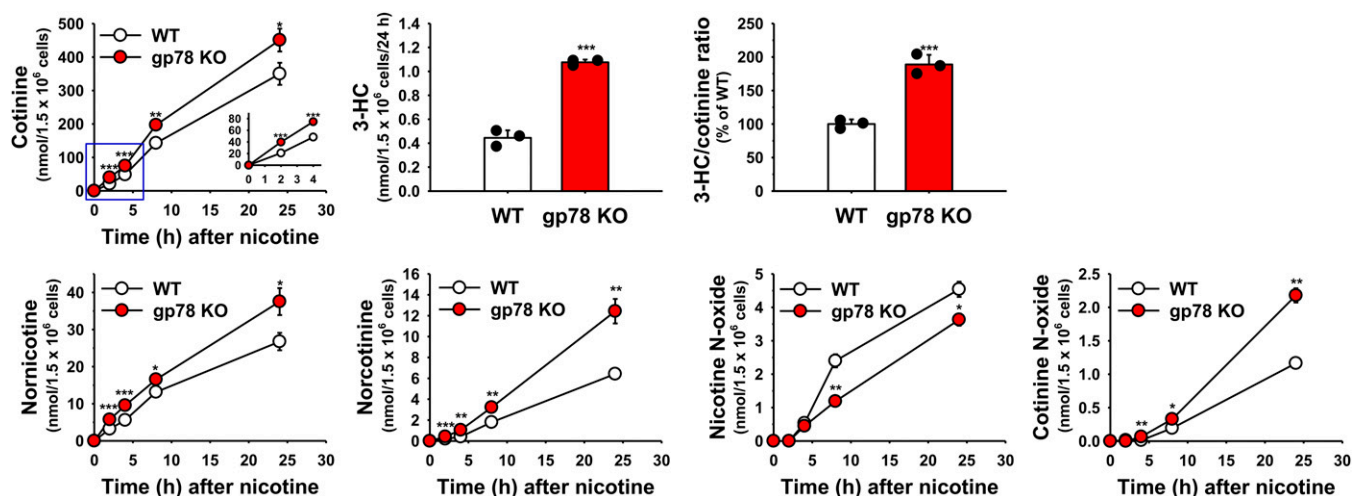 Cotinine
(nmol/1.5 x 10⁶ cells)
500
400
300
200
100
0
WT
gp78 KO
*
**
***
***
80
60
40
20
0
***
***
0 1 2 3 4
0 5 10 15 20 25 30
Time (h) after nicotine
3-HC
(nmol/1.5 x 10⁶ cells/24 h)
1.4
1.2
1.0
0.8
0.6
0.4
0.2
0.0
***
WT gp78 KO
3-HC/cotinine ratio
(% of WT)
250
200
150
100
50
0
***
WT gp78 KO
Nornicotine
(nmol/1.5 x 10⁶ cells)
40
30
20
10
0
WT
gp78 KO
*
*
***
***
0 5 10 15 20 25 30
Time (h) after nicotine
Norcotinine
(nmol/1.5 x 10⁶ cells)
16
14
12
10
8
6
4
2
0
WT
gp78 KO
**
**
**
***
0 5 10 15 20 25 30
Time (h) after nicotine
Nicotine N-oxide
(nmol/1.5 x 10⁶ cells)
5
4
3
2
1
0
WT
gp78 KO
*
**
0 5 10 15 20 25 30
Time (h) after nicotine
Cotinine N-oxide
(nmol/1.5 x 10⁶ cells)
2.5
2.0
1.5
1.0
0.5
0.0
WT
gp78 KO
**
*
*
0 5 10 15 20 25 30
Time (h) after nicotine